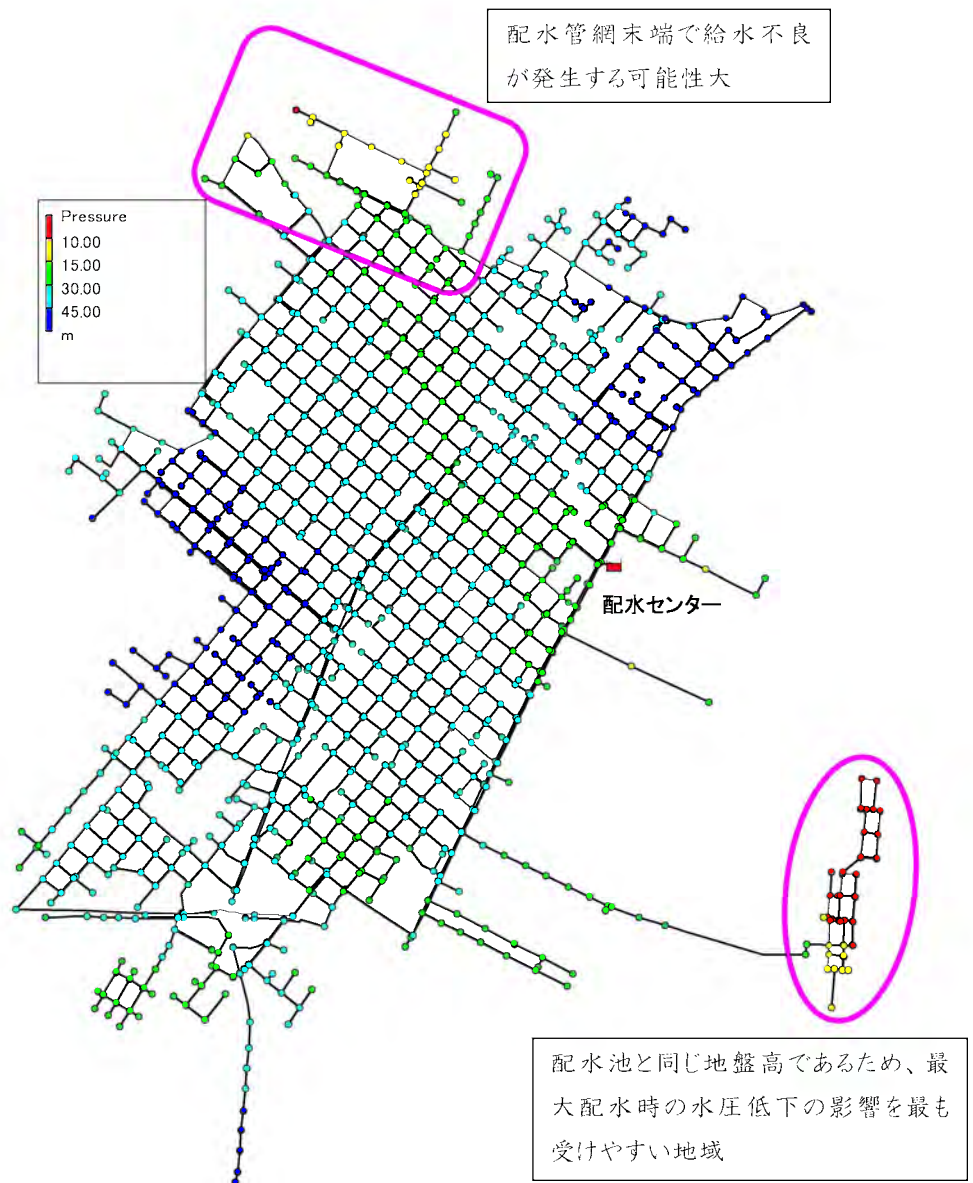 配水管網末端で給水不良
が発生する可能性大
Pressure
10.00
15.00
30.00
45.00
m
配水センター
配水池と同じ地盤高であるため、最
大配水時の水圧低下の影響を最も
受けやすい地域